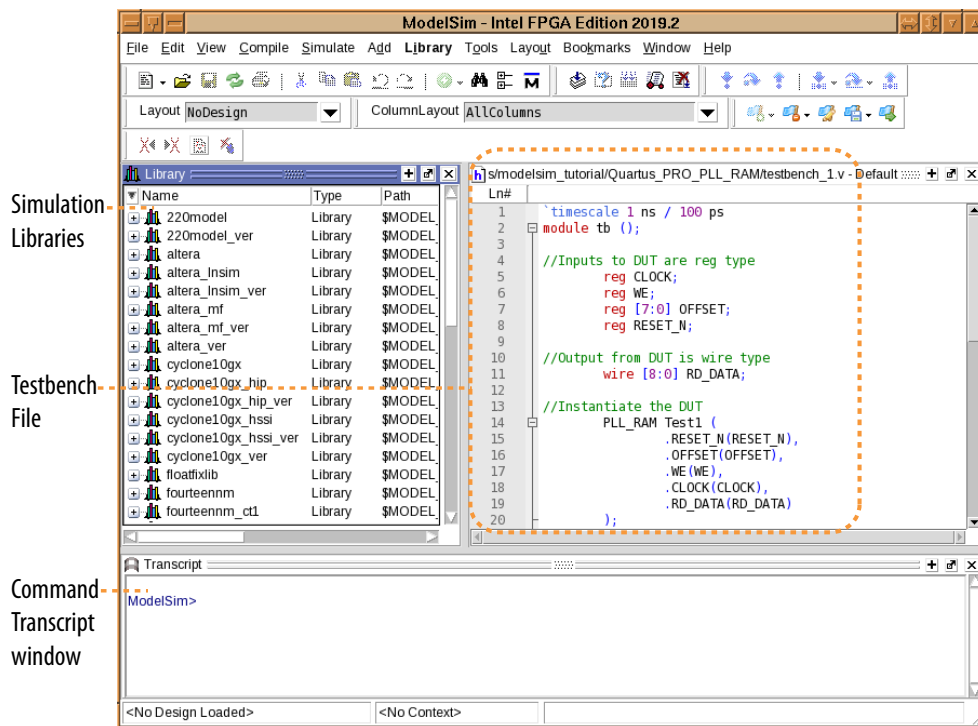 ModelSim - Intel FPGA Edition 2019.2
File Edit View Compile Simulate Add Library Tools Layout Bookmarks Window Help
Layout NoDesign ColumnLayout AllColumns
Library
s/modelsim_tutorial/Quartus_PRO_PLL_RAM/testbench_1.v - Default
Name Type Path
220model Library $MODEL_
220model_ver Library $MODEL_
altera Library $MODEL_
altera_lnsim Library $MODEL_
altera_lnsim_ver Library $MODEL_
altera_mf Library $MODEL_
altera_mf_ver Library $MODEL_
altera_ver Library $MODEL_
cyclone10gx Library $MODEL_
cyclone10gx_hip Library $MODEL_
cyclone10gx_hip_ver Library $MODEL_
cyclone10gx_hssi Library $MODEL_
cyclone10gx_hssi_ver Library $MODEL_
cyclone10gx_ver Library $MODEL_
floatfixlib Library $MODEL_
fourteennm Library $MODEL_
fourteennm_ct1 Library $MODEL_
Ln#
1 `timescale 1 ns / 100 ps
2 module tb ();
3
4 //Inputs to DUT are reg type
5 reg CLOCK;
6 reg WE;
7 reg [7:0] OFFSET;
8 reg RESET_N;
9
10 //Output from DUT is wire type
11 wire [8:0] RD_DATA;
12
13 //Instantiate the DUT
14 PLL_RAM Test1 (
15 .RESET_N(RESET_N),
16 .OFFSET(OFFSET),
17 .WE(WE),
18 .CLOCK(CLOCK),
19 .RD_DATA(RD_DATA)
20 );
Transcript
ModelSim>
<No Design Loaded> <No Context>
Simulation
Libraries
Testbench
File
Command
Transcript
window